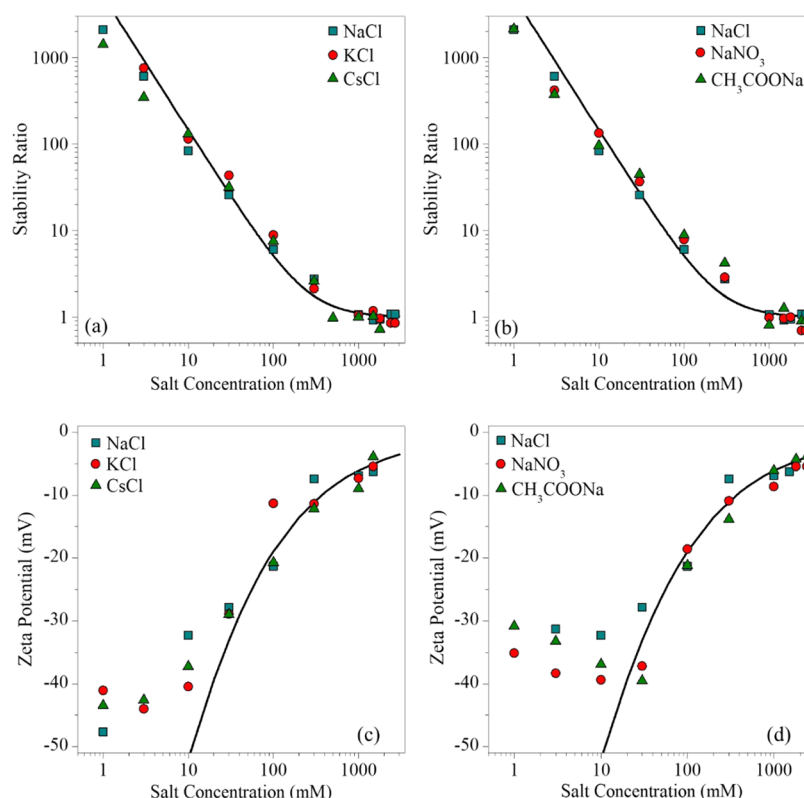 1000
100
10
1
Stability Ratio
NaCl
KCl
CsCl
(a)
1
10
100
1000
Salt Concentration (mM)
1000
100
10
1
Stability Ratio
NaCl
NaNO₃
CH₃COONa
(b)
1
10
100
1000
Salt Concentration (mM)
0
-10
-20
-30
-40
-50
Zeta Potential (mV)
NaCl
KCl
CsCl
(c)
1
10
100
1000
Salt Concentration (mM)
0
-10
-20
-30
-40
-50
Zeta Potential (mV)
NaCl
NaNO₃
CH₃COONa
(d)
1
10
100
1000
Salt Concentration (mM)